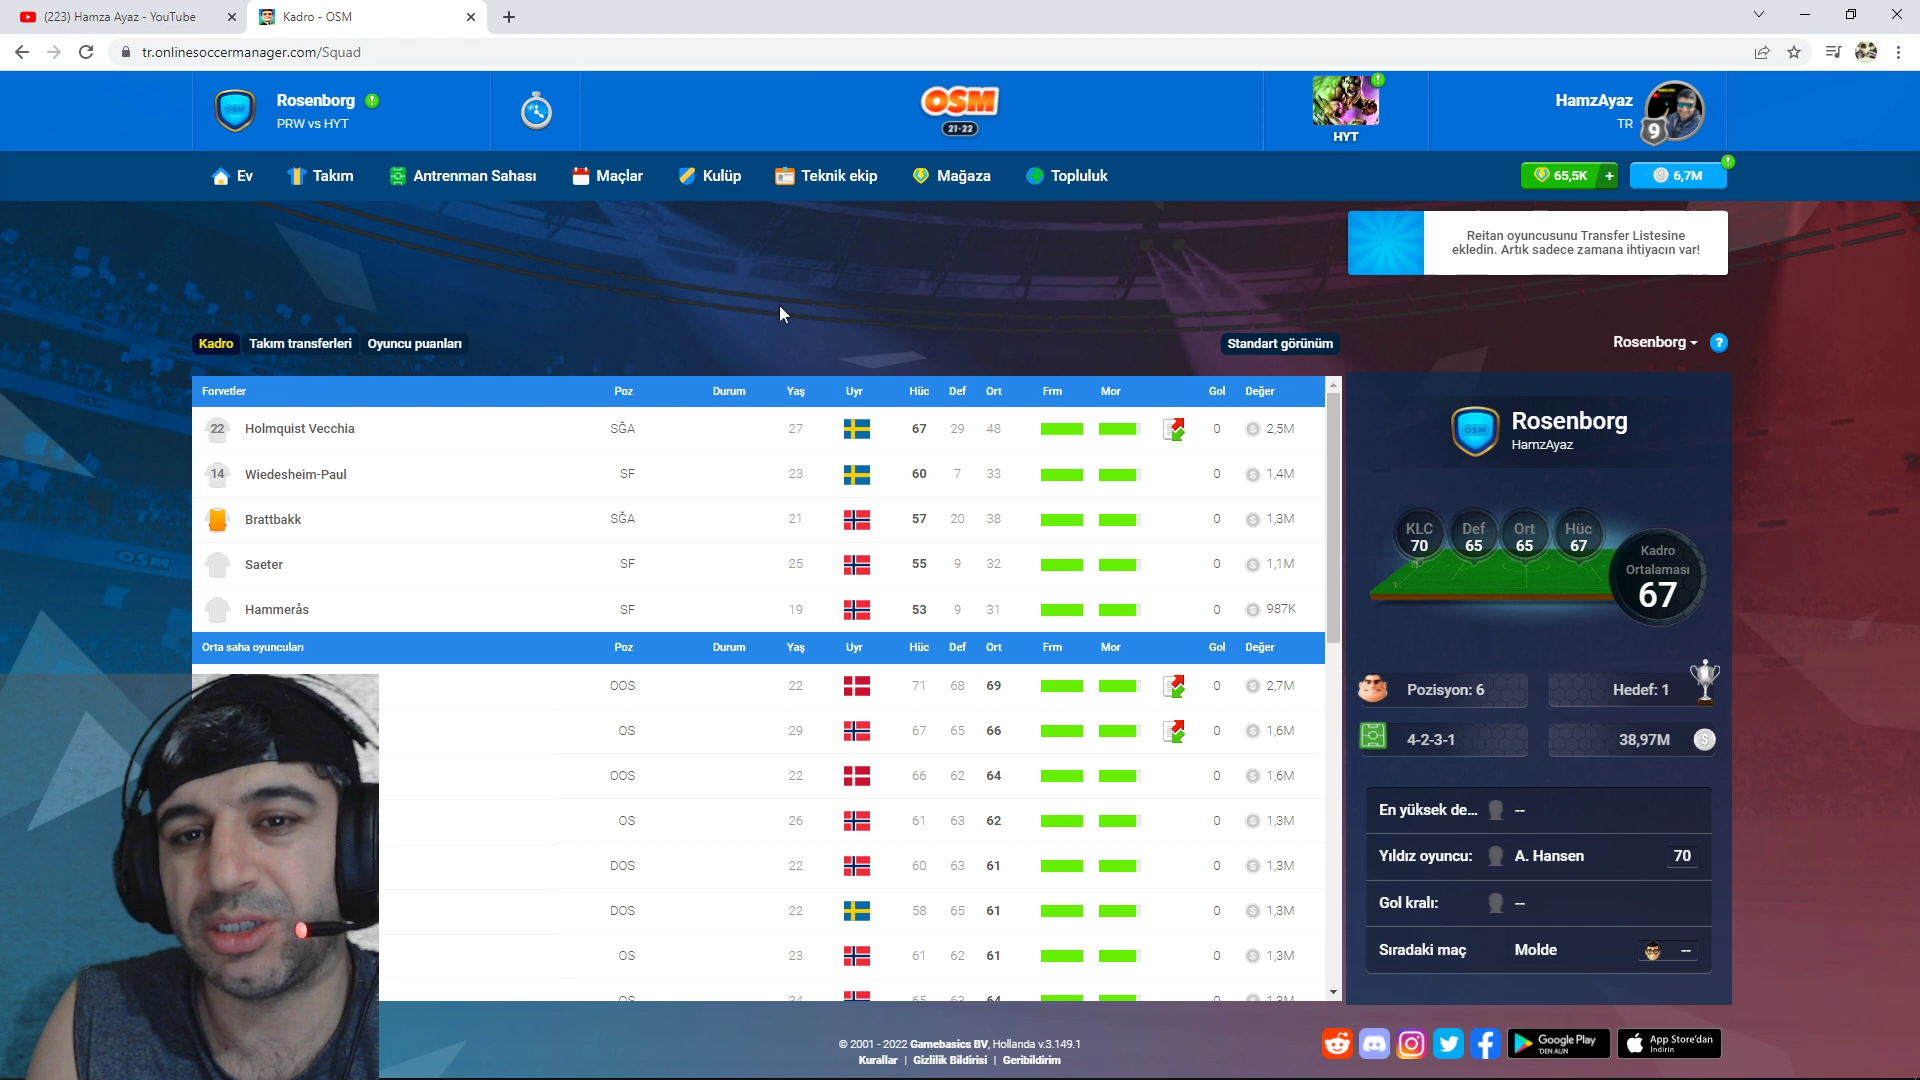 (223) Hamza Ayaz - YouTube
Kadro - OSM
tr.onlinesoccermanager.com/Squad
Rosenborg
PRW vs HYT
OSM
21-22
HYT
HamzAyaz
TR
9
Ev
Takım
Antrenman Sahası
Maçlar
Kulüp
Teknik ekip
Mağaza
Topluluk
65,5K +
6,7M
Reitan oyuncusunu Transfer Listesine
ekledin. Artık sadece zamana ihtiyacın var!
Kadro
Takım transferleri
Oyuncu puanları
Standart görünüm
Rosenborg
?
Forvetler Poz Durum Yaş Uyr Hüc Def Ort Frm Mor Gol Değer
22 Holmquist Vecchia SĞA 27 67 29 48 0 2,5M
14 Wiedesheim-Paul SF 23 60 7 33 0 1,4M
Brattbakk SĞA 21 57 20 38 0 1,3M
Saeter SF 25 55 9 32 0 1,1M
Hammerås SF 19 53 9 31 0 987K
Orta saha oyuncuları Poz Durum Yaş Uyr Hüc Def Ort Frm Mor Gol Değer
OOS 22 71 68 69 0 2,7M
OS 29 67 65 66 0 1,6M
OOS 22 66 62 64 0 1,6M
OS 26 61 63 62 0 1,3M
DOS 22 60 63 61 0 1,3M
DOS 22 58 65 61 0 1,3M
OS 23 61 62 61 0 1,3M
OS 34 65 63 64 0 1,3M
Rosenborg
HamzAyaz
KLC 70
Def 65
Ort 65
Hüc 67
Kadro
Ortalaması
67
Pozisyon: 6
Hedef: 1
4-2-3-1
38,97M
En yüksek de... --
Yıldız oyuncu: A. Hansen 70
Gol kralı: --
Sıradaki maç Molde --
© 2001 - 2022 Gamebasics BV, Hollanda v.3.149.1
Kurallar | Gizlilik Bildirisi | Geribildirim
Google Play
'DEN ALIN
App Store'dan
İndirin